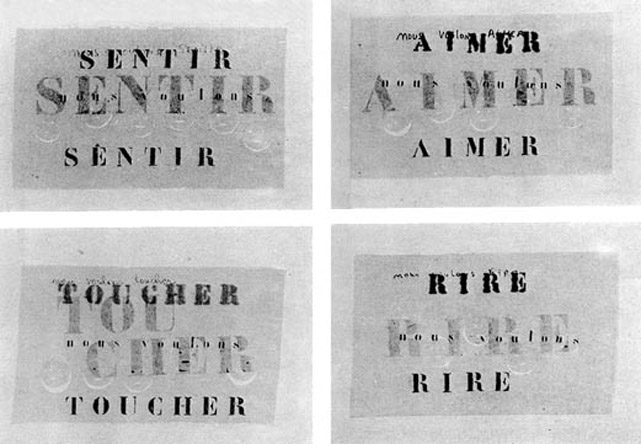 SENTIR
SENTIR
nous voulons
SENTIR
nous voulons AIMER
AIMER
AIMER
nous voulons
AIMER
nous voulons toucher
TOUCHER
TOU
nous voulons
CHER
TOUCHER
nous voulons RIRE
RIRE
RIRE
nous voulons
RIRE